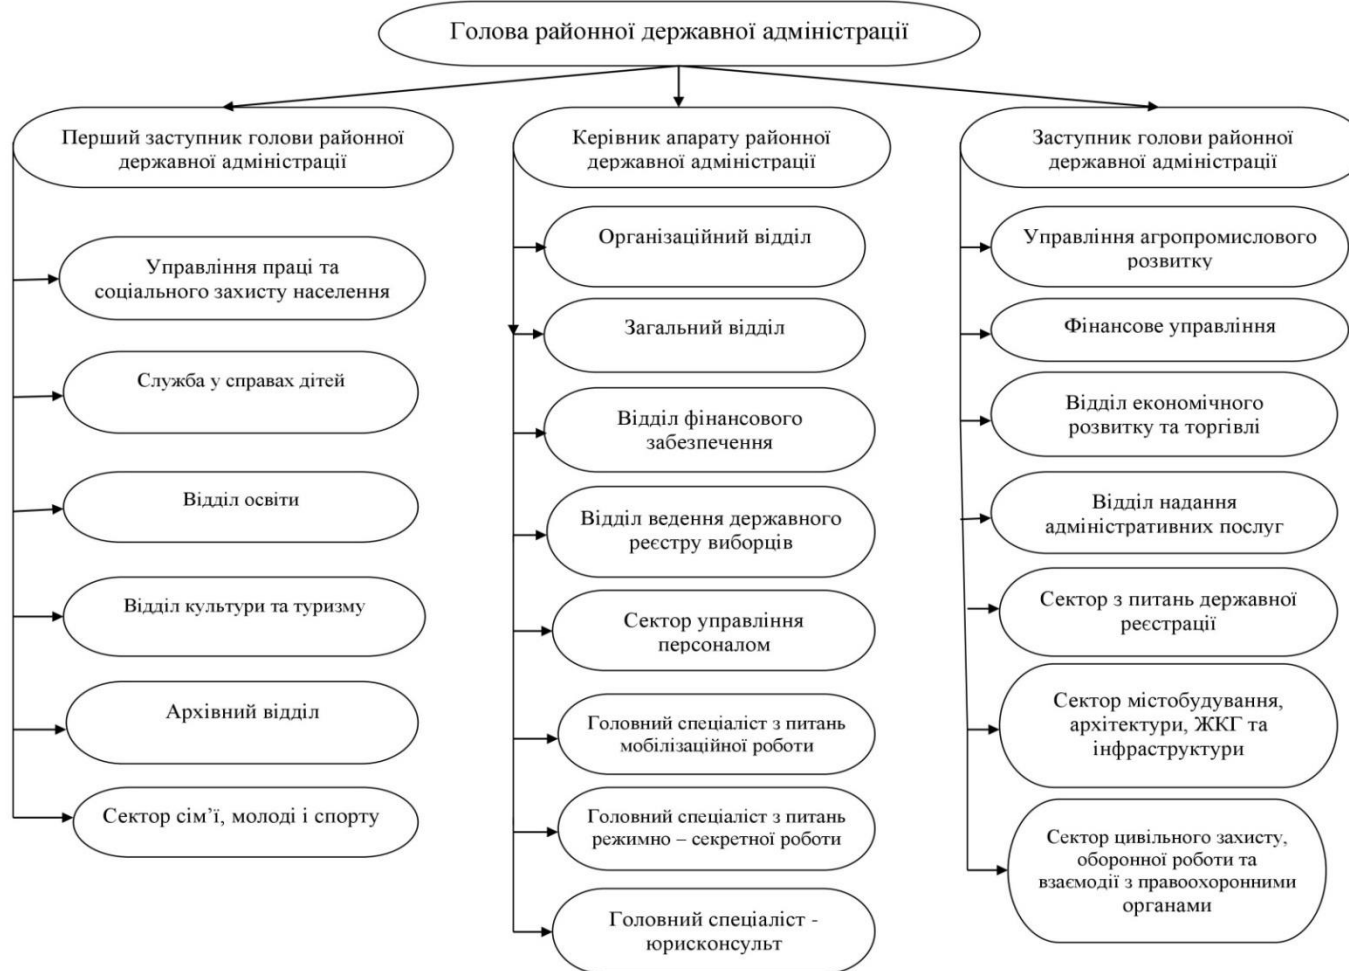 Голова районної державної адміністрації
Перший заступник голови районної
державної адміністрації
Управління праці та
соціального захисту населення
Служба у справах дітей
Відділ освіти
Відділ культури та туризму
Архівний відділ
Сектор сім’ї, молоді і спорту
Керівник апарату районної
державної адміністрації
Організаційний відділ
Загальний відділ
Відділ фінансового
забезпечення
Відділ ведення державного
реєстру виборців
Сектор управління
персоналом
Головний спеціаліст з питань
мобілізаційної роботи
Головний спеціаліст з питань
режимно – секретної роботи
Головний спеціаліст -
юрисконсульт
Заступник голови районної
державної адміністрації
Управління агропромислового
розвитку
Фінансове управління
Відділ економічного
розвитку та торгівлі
Відділ надання
адміністративних послуг
Сектор з питань державної
реєстрації
Сектор містобудування,
архітектури, ЖКГ та
інфраструктури
Сектор цивільного захисту,
оборонної роботи та
взаємодії з правоохоронними
органами